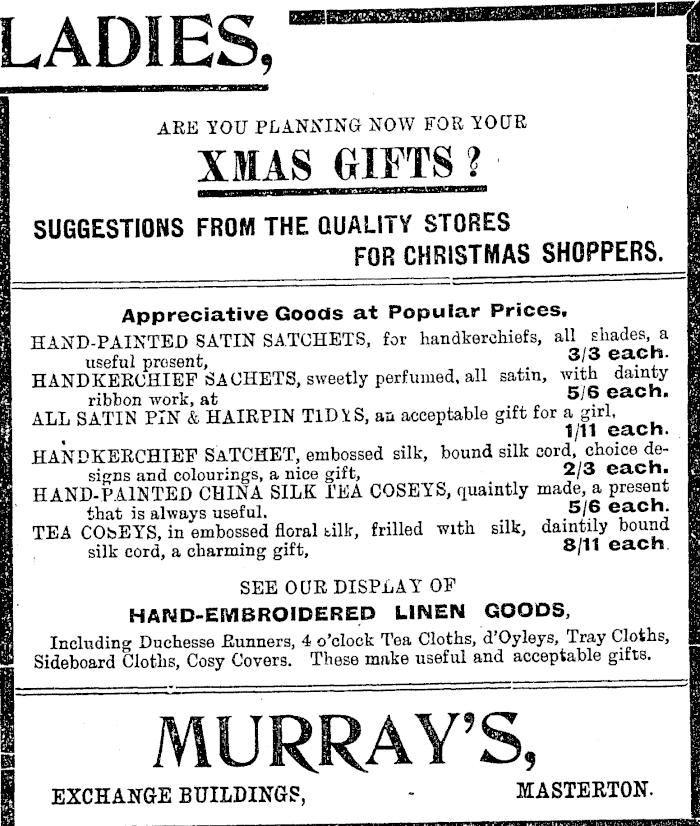 LADIES,
ARE YOU PLANNING NOW FOR YOUR
XMAS GIFTS?
SUGGESTIONS FROM THE QUALITY STORES
FOR CHRISTMAS SHOPPERS.
Appreciative Goods at Popular Prices.
HAND-PAINTED SATIN SATCHETS, for handkerchiefs, all shades, a
useful present, 3/3 each.
HANDKERCHIEF SACHETS, sweetly perfumed, all satin, with dainty
ribbon work, at 5/6 each.
ALL SATIN PIN & HAIRPIN TIDYS, an acceptable gift for a girl,
1/11 each.
HANDKERCHIEF SATCHET, embossed silk, bound silk cord, choice de-
signs and colourings, a nice gift, 2/3 each.
HAND-PAINTED CHINA SILK TEA COSEYS, quaintly made, a present
that is always useful. 5/6 each.
TEA COSEYS, in embossed floral silk, frilled with silk, daintily bound
silk cord, a charming gift, 8/11 each.
SEE OUR DISPLAY OF
HAND-EMBROIDERED LINEN GOODS,
Including Duchesse Runners, 4 o'clock Tea Cloths, d'Oyleys, Tray Cloths,
Sideboard Cloths, Cosy Covers. These make useful and acceptable gifts.
MURRAY'S,
EXCHANGE BUILDINGS, - MASTERTON.